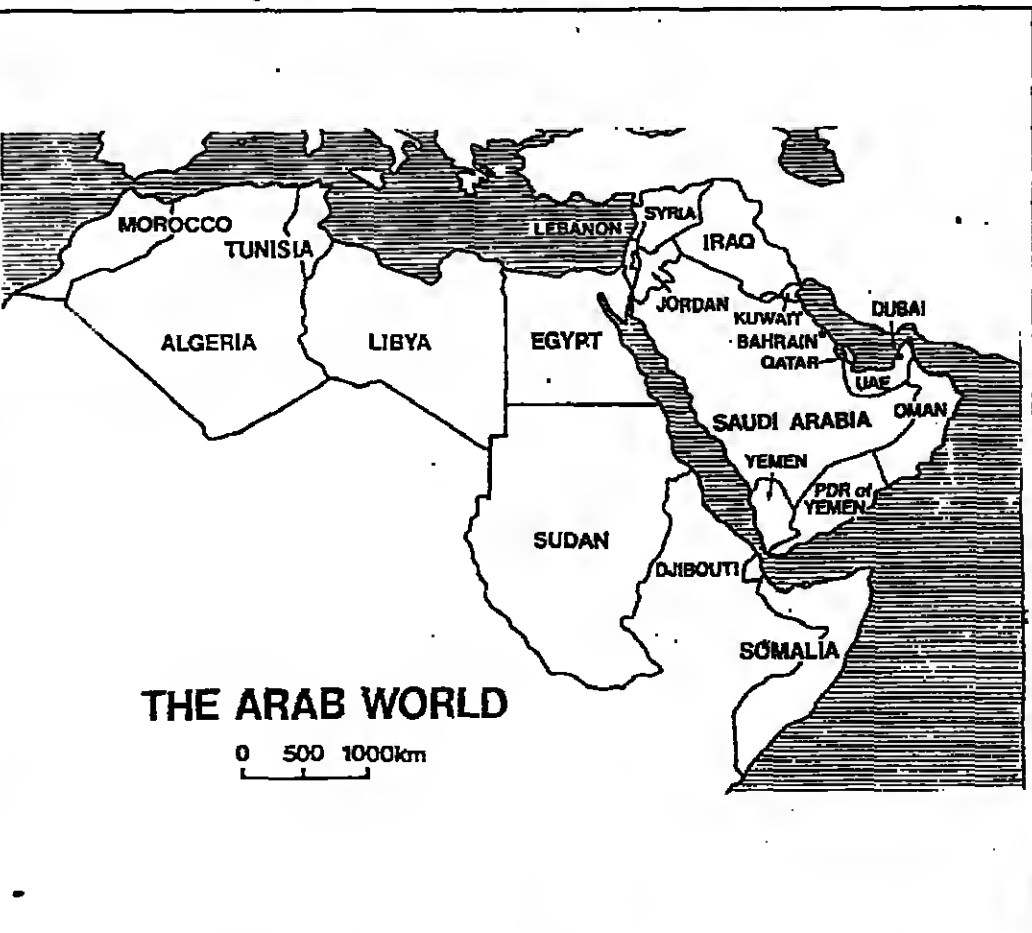 MOROCCO
TUNISIA
ALGERIA
LIBYA
EGYPT
LEBANON
SYRIA
IRAQ
JORDAN
KUWAIT
BAHRAIN
QATAR
DUBAI
UAE
OMAN
SAUDI ARABIA
YEMEN
PDR of
YEMEN
SUDAN
DJIBOUTI
SOMALIA
THE ARAB WORLD
0 500 1000km